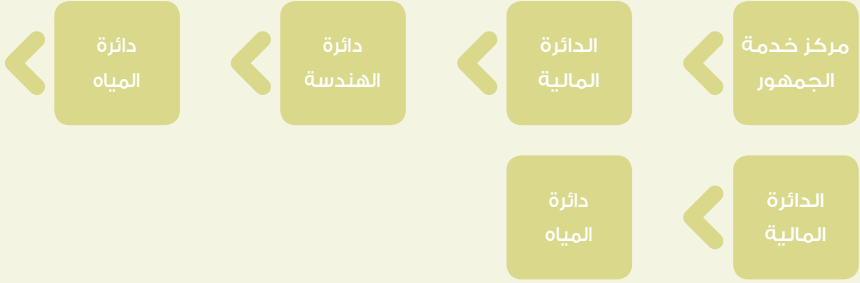 مركز خدمة
الجمهور
الدائرة
المالية
دائرة
الهندسة
دائرة
المياه
الدائرة
المالية
دائرة
المياه